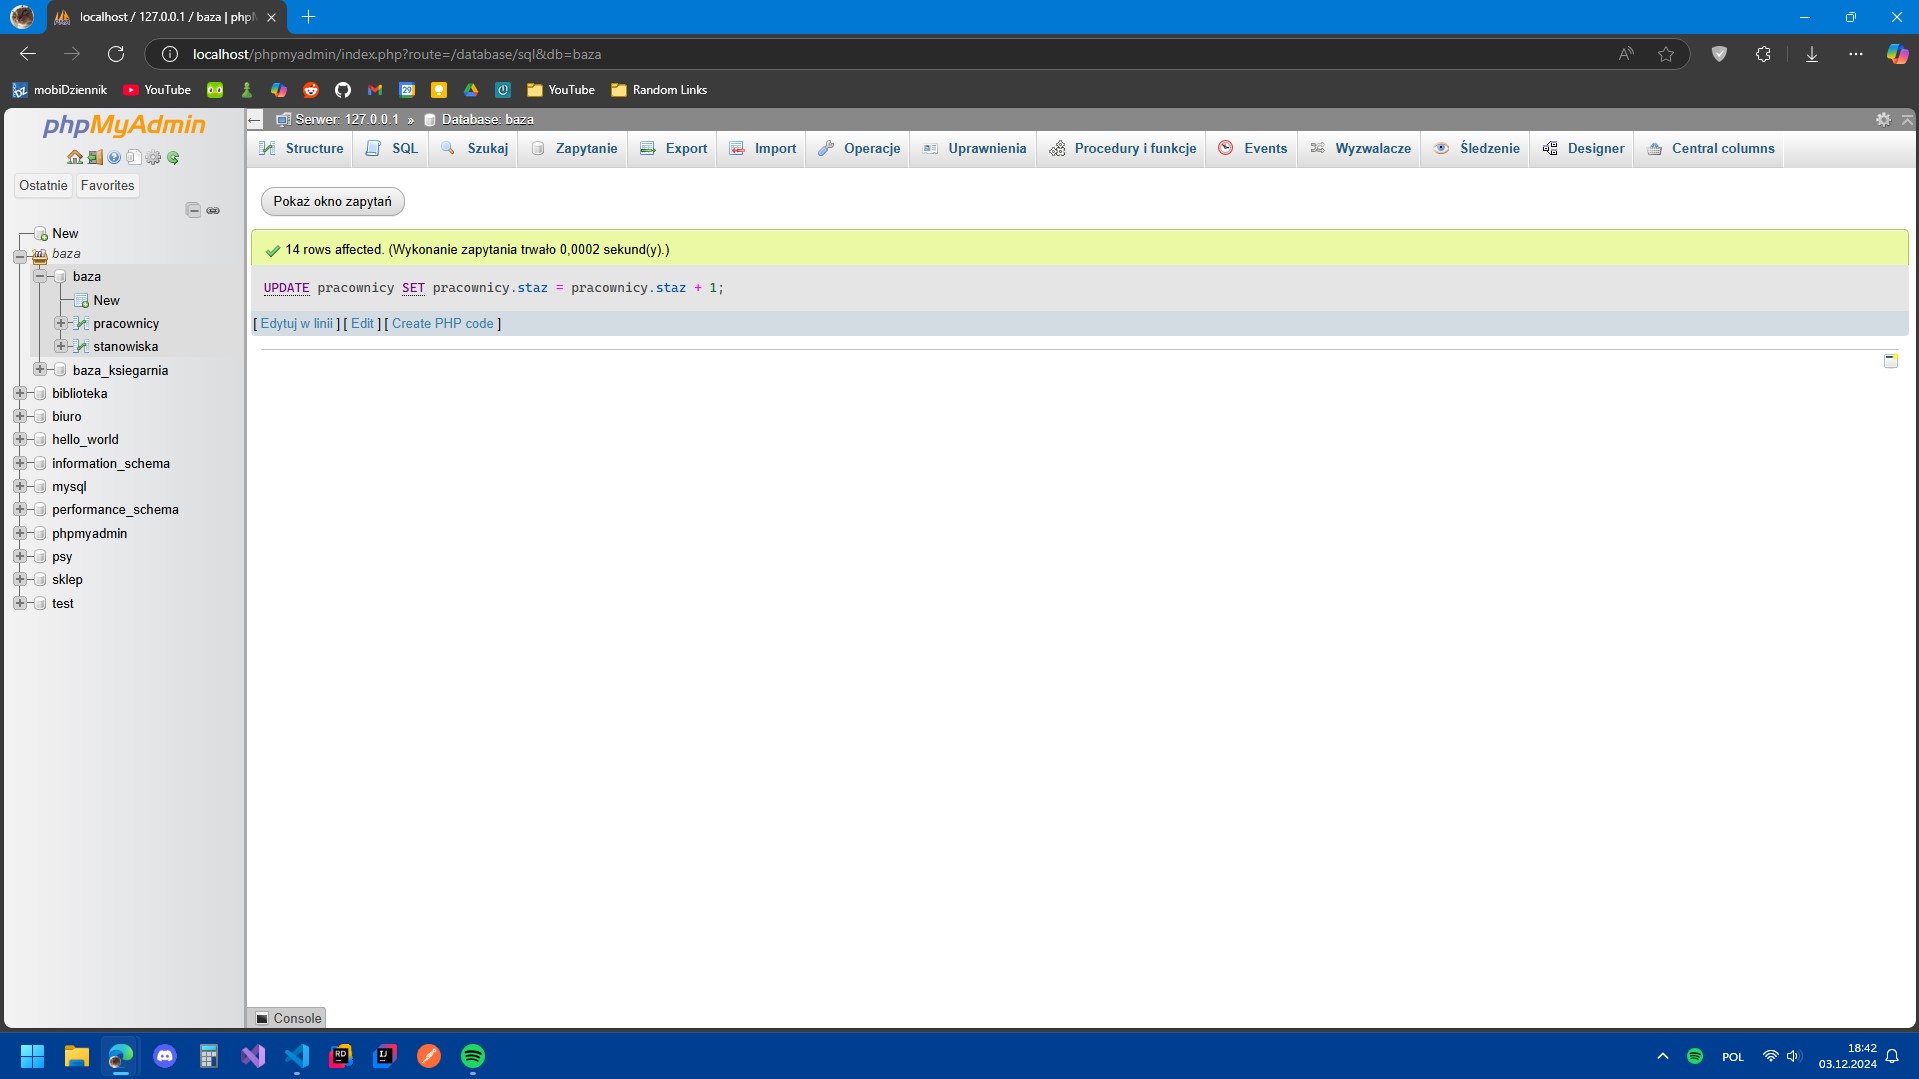 localhost / 127.0.0.1 / baza | phpM
localhost/phpmyadmin/index.php?route=/database/sql&db=baza
mobiDziennik YouTube YouTube Random Links
phpMyAdmin
Ostatnie Favorites
New
baza
baza
New
pracownicy
stanowiska
baza_ksiegarnia
biblioteka
biuro
hello_world
information_schema
mysql
performance_schema
phpmyadmin
psy
sklep
test
Serwer: 127.0.0.1 » Database: baza
Structure SQL Szukaj Zapytanie Export Import Operacje Uprawnienia Procedury i funkcje Events Wyzwalacze Śledzenie Designer Central columns
Pokaż okno zapytań
14 rows affected. (Wykonanie zapytania trwało 0,0002 sekund(y).)
UPDATE pracownicy SET pracownicy.staz = pracownicy.staz + 1;
[ Edytuj w linii ] [ Edit ] [ Create PHP code ]
Console
POL
18:42
03.12.2024